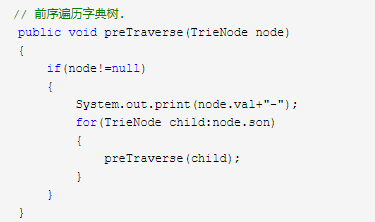 // 前序遍历字典树.
public void preTraverse(TrieNode node)
{
if(node!=null)
{
System.out.print(node.val+"-");
for(TrieNode child:node.son)
{
preTraverse(child);
}
}
}